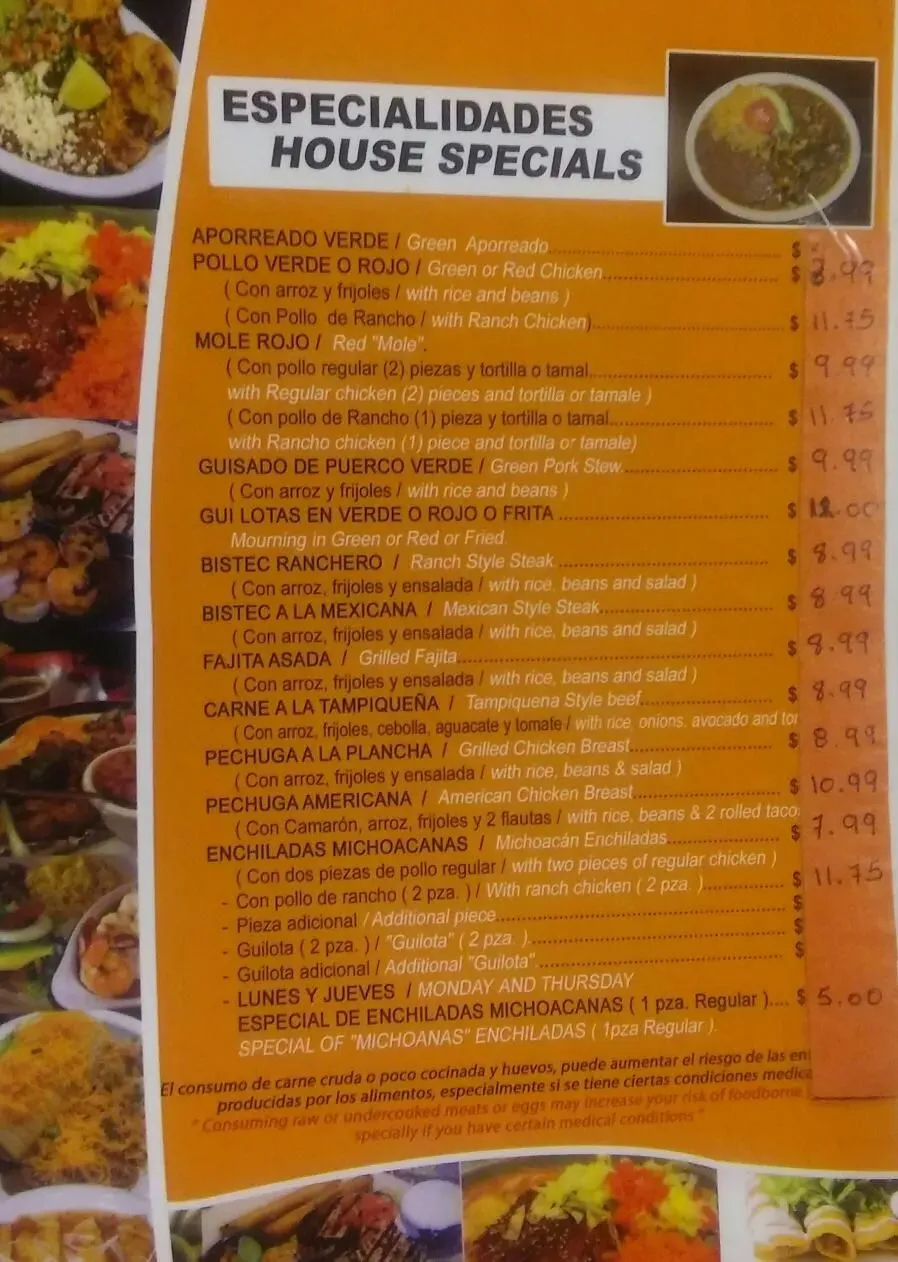 ESPECIALIDADES
HOUSE SPECIALS
APORREADO VERDE / Green Aporreado........ $
POLLO VERDE O ROJO / Green or Red Chicken........ $ 8.99
( Con arroz y frijoles / with rice and beans )
( Con Pollo de Rancho / with Ranch Chicken)........ $ 11.75
MOLE ROJO / Red "Mole".
( Con pollo regular (2) piezas y tortilla o tamal........ $ 9.99
with Regular chicken (2) pieces and tortilla or tamale )
( Con pollo de Rancho (1) pieza y tortilla o tamal........ $ 11.75
with Rancho chicken (1) piece and tortilla or tamale)
GUISADO DE PUERCO VERDE / Green Pork Stew........ $ 9.99
( Con arroz y frijoles / with rice and beans )
GUI LOTAS EN VERDE O ROJO O FRITA ........ $ 12.00
Mourning in Green or Red or Fried.
BISTEC RANCHERO / Ranch Style Steak........ $ 8.99
( Con arroz, frijoles y ensalada / with rice, beans and salad )
BISTEC A LA MEXICANA / Mexican Style Steak........ $ 8.99
( Con arroz, frijoles y ensalada / with rice, beans and salad )
FAJITA ASADA / Grilled Fajita........ $ 8.99
( Con arroz, frijoles y ensalada / with rice, beans and salad )
CARNE A LA TAMPIQUEÑA / Tampiquena Style beef........ $ 8.99
( Con arroz, frijoles, cebolla, aguacate y tomate / with rice, onions, avocado and tor
PECHUGA A LA PLANCHA / Grilled Chicken Breast........ $ 8.99
( Con arroz, frijoles y ensalada / with rice, beans & salad )
PECHUGA AMERICANA / American Chicken Breast........ $ 10.99
( Con Camarón, arroz, frijoles y 2 flautas / with rice, beans & 2 rolled taco
ENCHILADAS MICHOACANAS / Michoacán Enchiladas........ $ 7.99
( Con dos piezas de pollo regular / with two pieces of regular chicken )
- Con pollo de rancho ( 2 pza. ) / With ranch chicken ( 2 pza. )........ $ 11.75
- Pieza adicional / Additional piece........ $
- Guilota ( 2 pza. ) / "Guilota" ( 2 pza. )........ $
- Guilota adicional / Additional "Guilota"........ $
- LUNES Y JUEVES / MONDAY AND THURSDAY
ESPECIAL DE ENCHILADAS MICHOACANAS ( 1 pza. Regular ).... $ 5.00
SPECIAL OF "MICHOANAS" ENCHILADAS ( 1pza Regular ).
El consumo de carne cruda o poco cocinada y huevos, puede aumentar el riesgo de las en
producidas por los alimentos, especialmente si se tiene ciertas condiciones medica
" Consuming raw or undercooked meats or eggs may increase your risk of foodborne
specially if you have certain medical conditions "